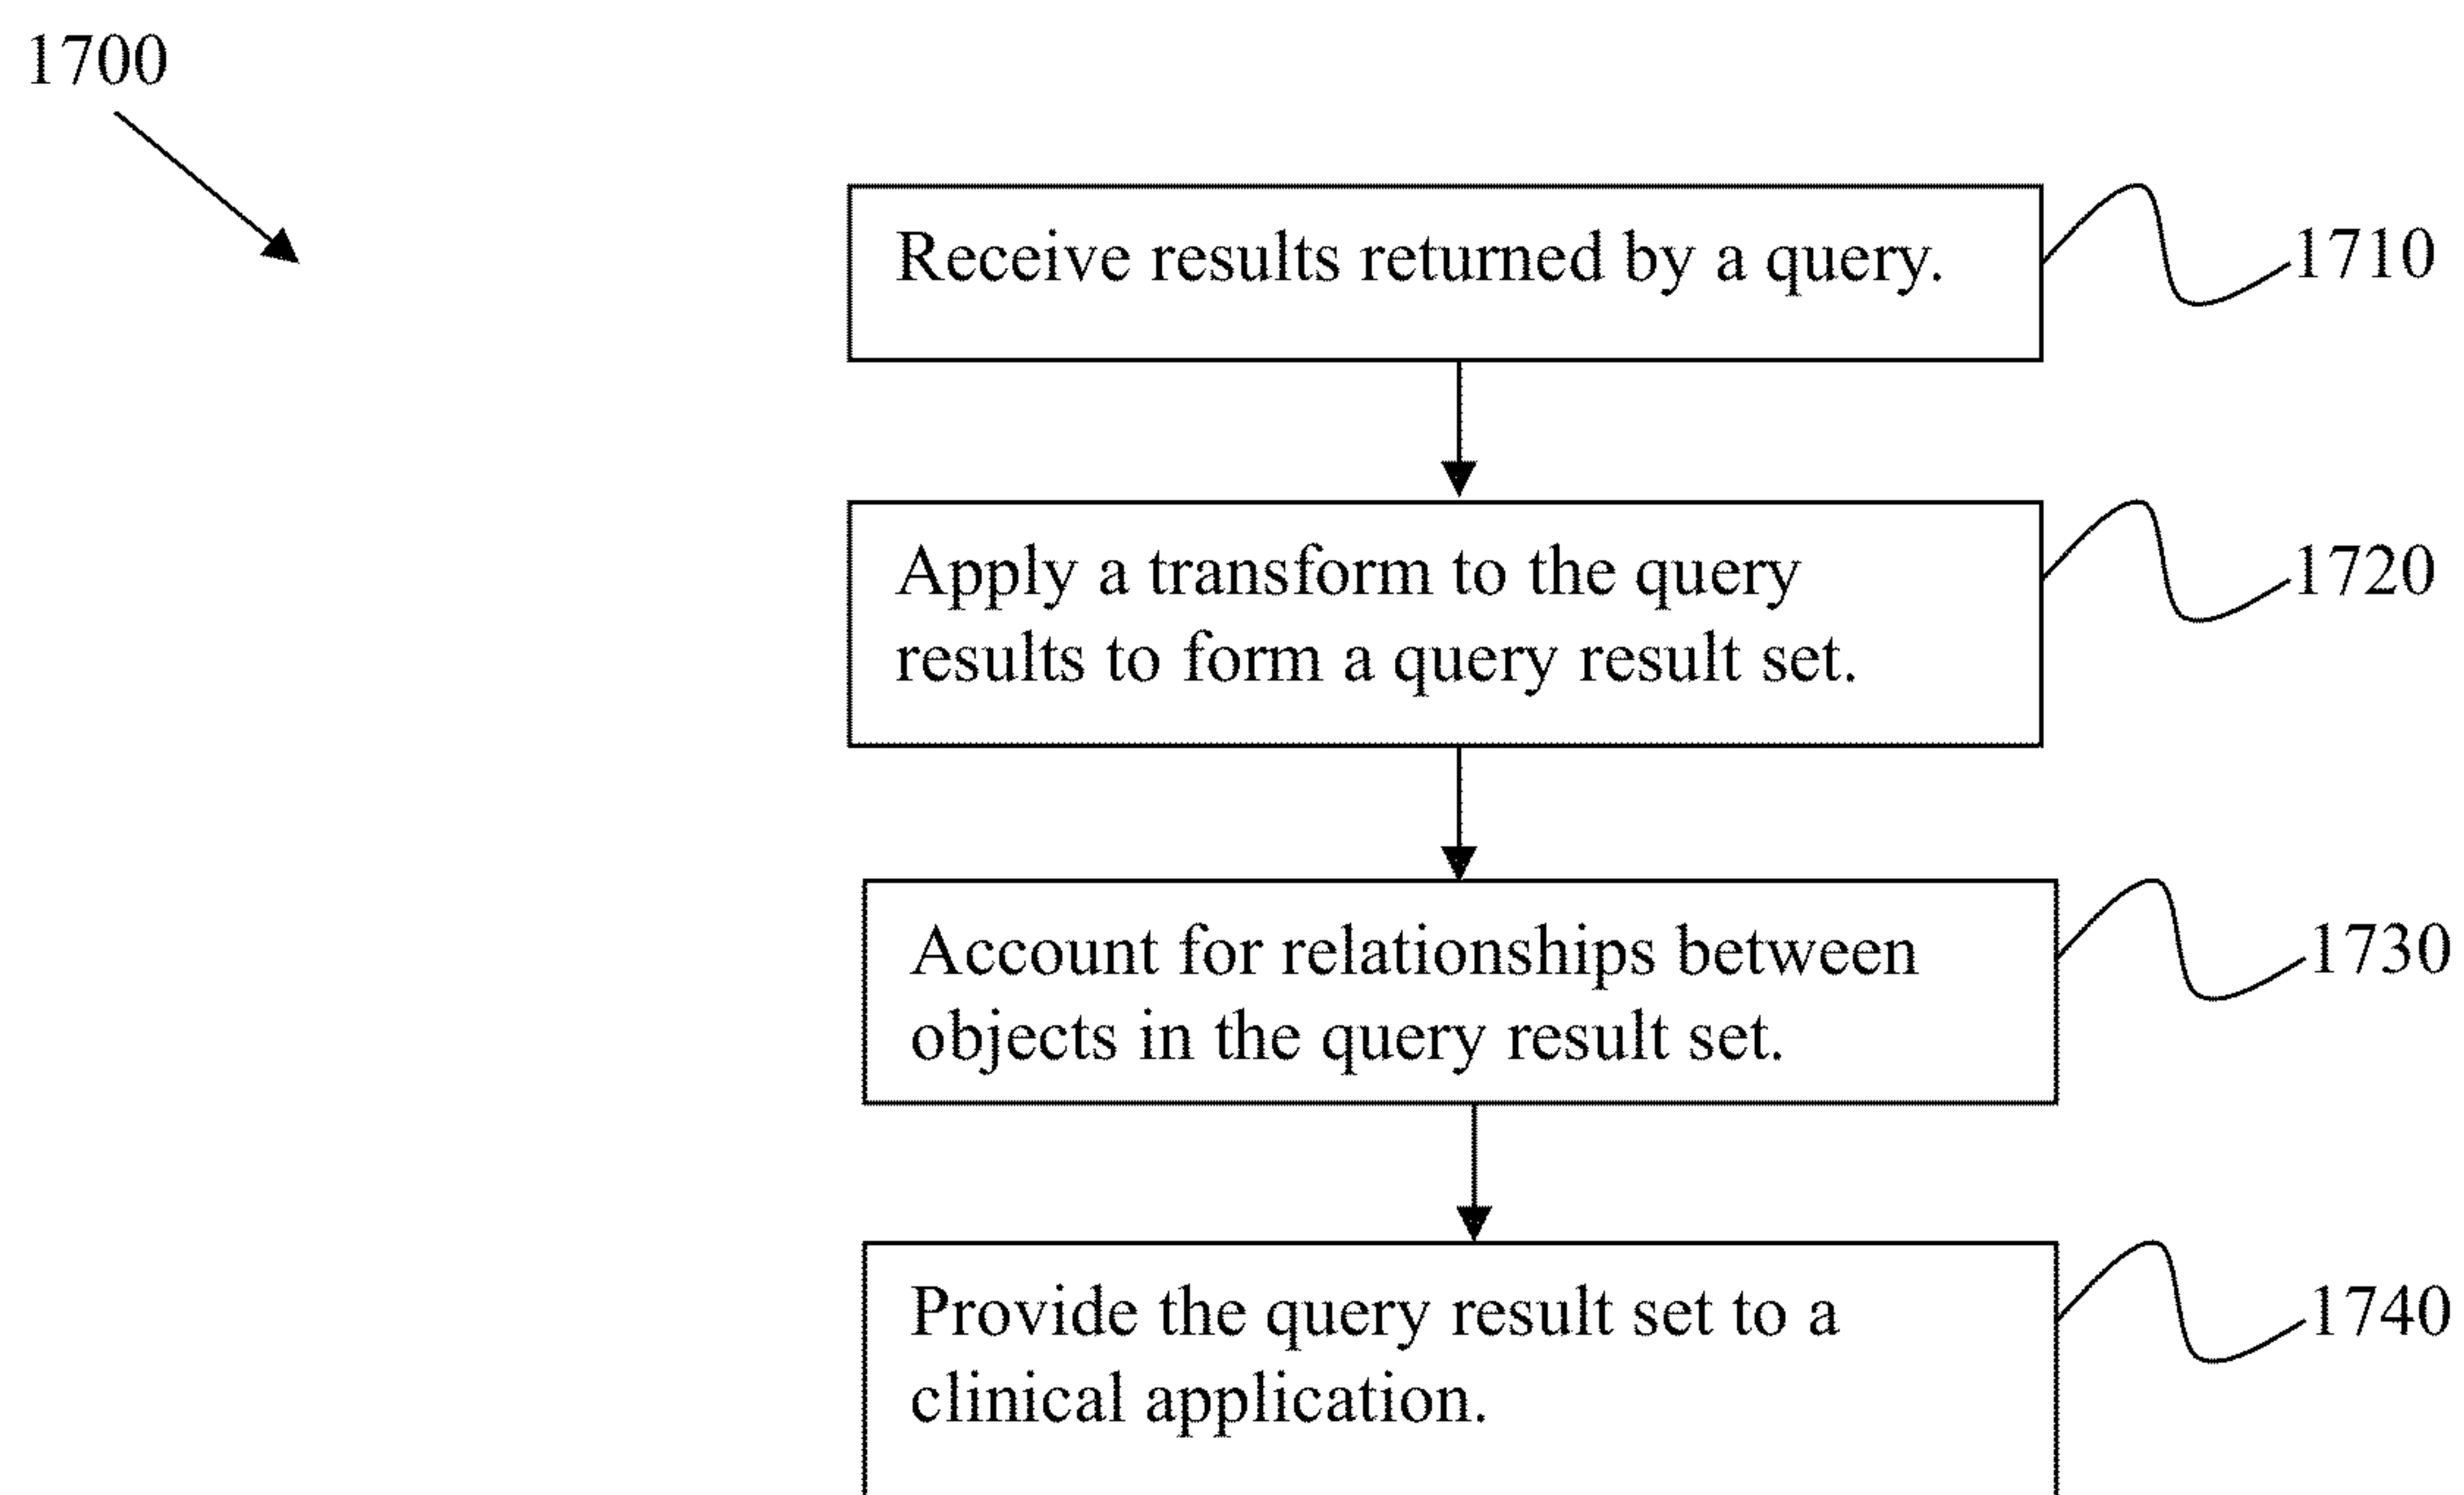 1700
Receive results returned by a query.
1710
Apply a transform to the query
results to form a query result set.
1720
Account for relationships between
objects in the query result set.
1730
Provide the query result set to a
clinical application.
1740